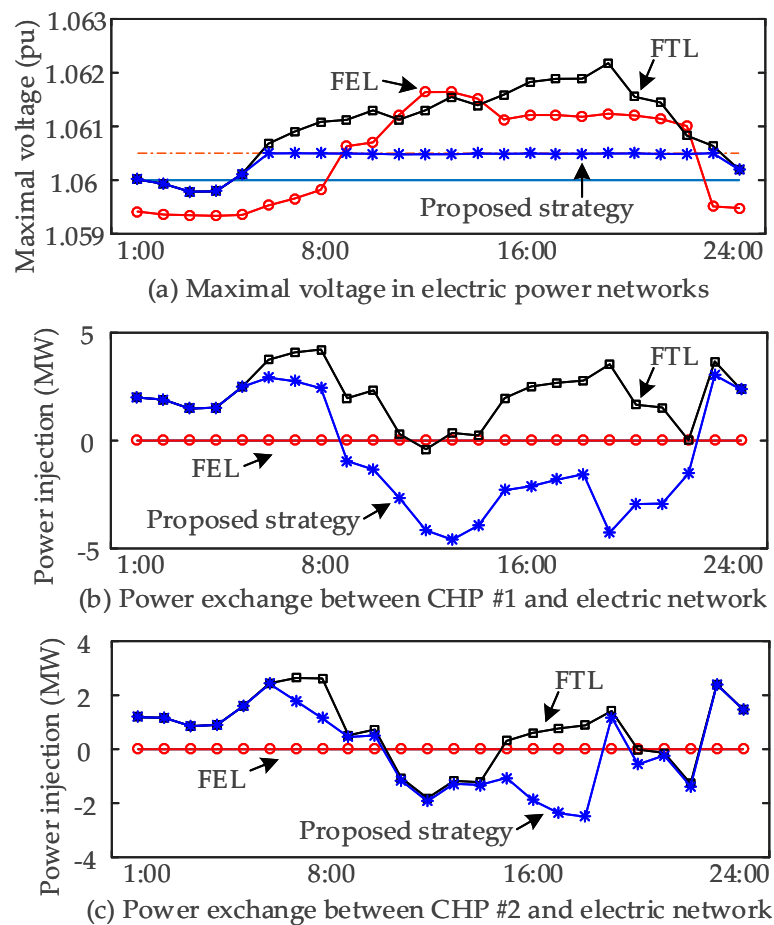 Maximal voltage (pu)
1.063
1.062
1.061
1.06
1.059
FEL
FTL
Proposed strategy
1:00 8:00 16:00 24:00
(a) Maximal voltage in electric power networks
Power injection (MW)
5
0
-5
FTL
FEL
Proposed strategy
1:00 8:00 16:00 24:00
(b) Power exchange between CHP #1 and electric network
Power injection (MW)
4
2
0
-2
-4
FTL
FEL
Proposed strategy
1:00 8:00 16:00 24:00
(c) Power exchange between CHP #2 and electric network